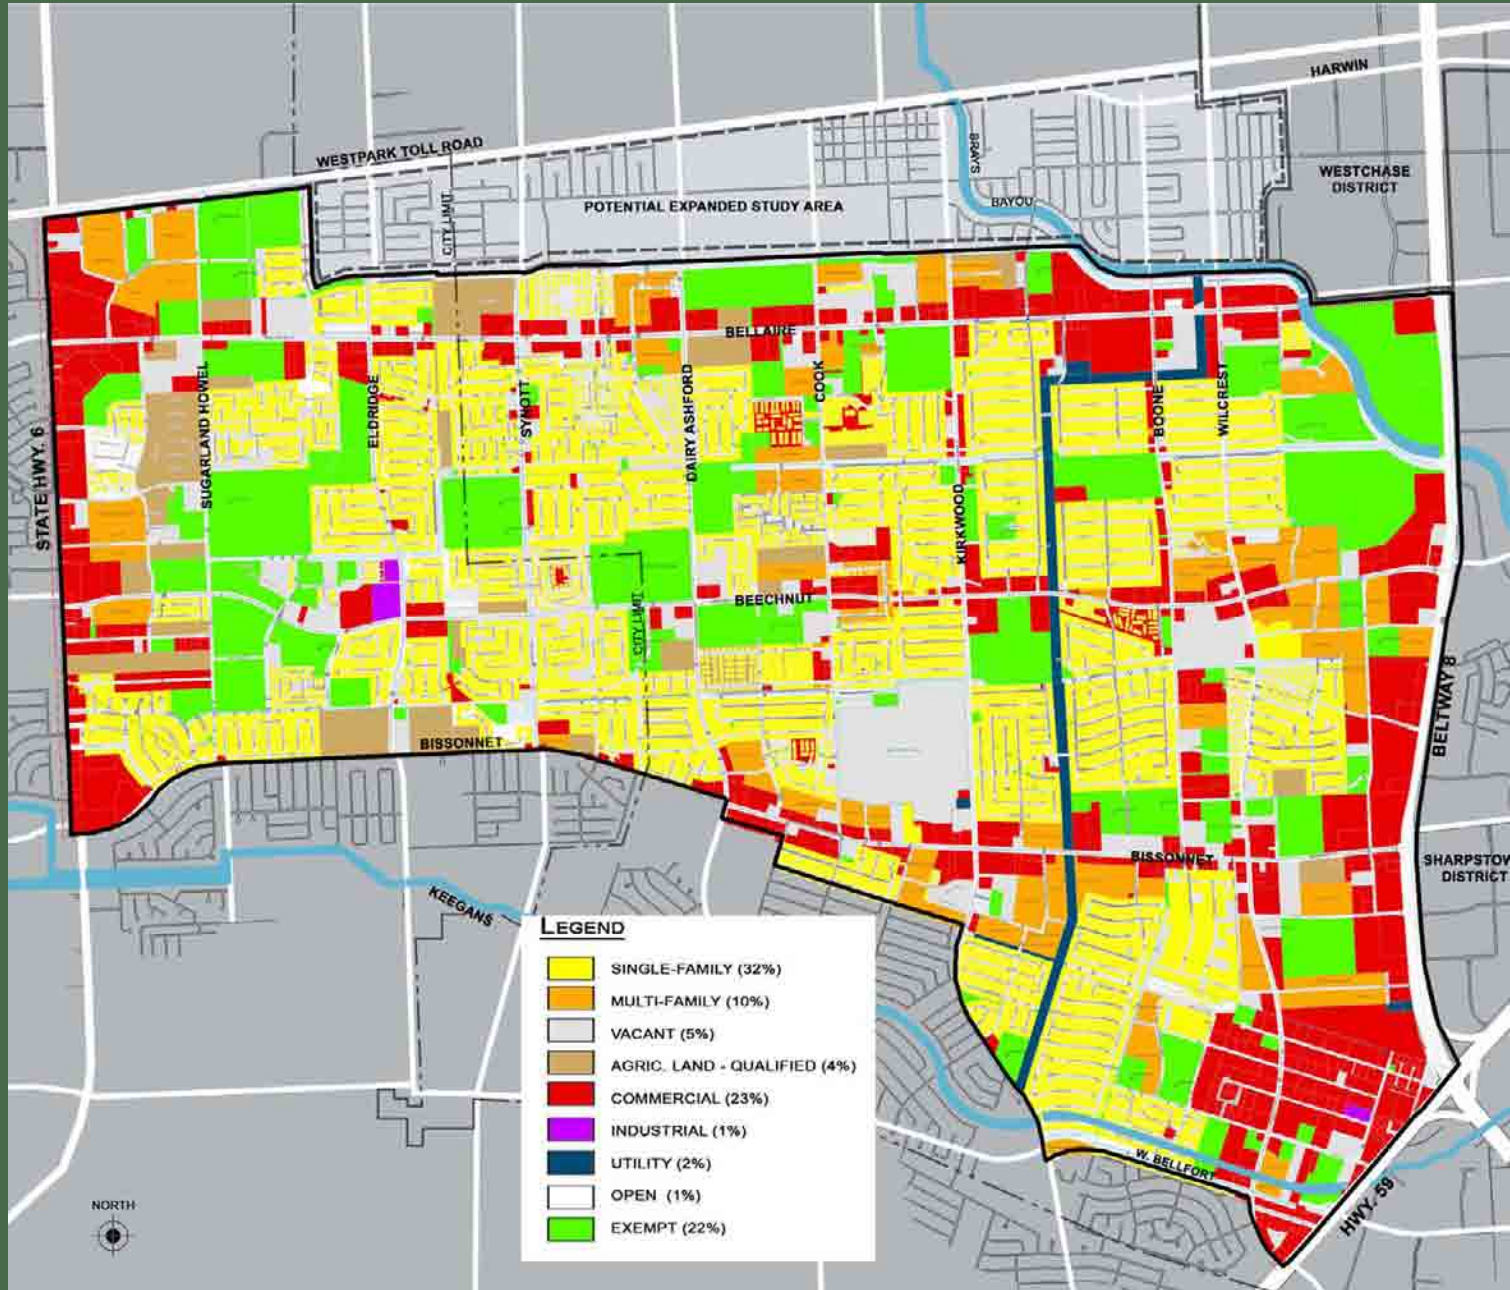 HARWIN
WESTPARK TOLL ROAD
BRAYS
BAYOU
WESTCHASE
DISTRICT
CITY LIMIT
POTENTIAL EXPANDED STUDY AREA
BELLAIRE
STATE HWY. 6
SUGARLAND HOWEL
ELDRIDGE
SYNOTT
DAIRY ASHFORD
COOK
KIRKWOOD
BOONE
WILCREST
BEECHNUT
CITY LIMIT
BELTWAY 8
BISSONNET
BISSONNET
SHARPSTOW
DISTRICT
KEEGANS
LEGEND
SINGLE-FAMILY (32%)
MULTI-FAMILY (10%)
VACANT (5%)
AGRIC. LAND - QUALIFIED (4%)
COMMERCIAL (23%)
INDUSTRIAL (1%)
UTILITY (2%)
OPEN (1%)
EXEMPT (22%)
W. BELLFORT
HWY. 59
NORTH